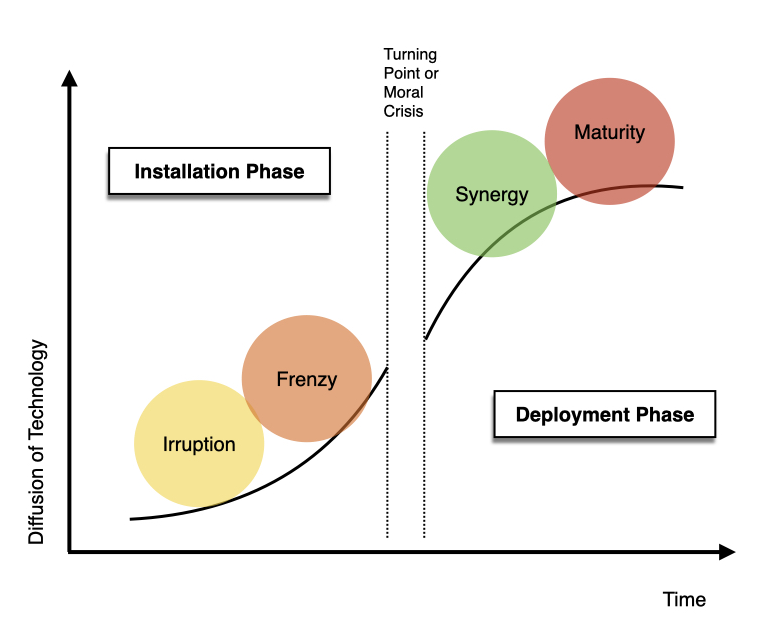 Turning
Point or
Moral
Crisis
Installation Phase
Maturity
Synergy
Frenzy
Irruption
Deployment Phase
Diffusion of Technology
Time